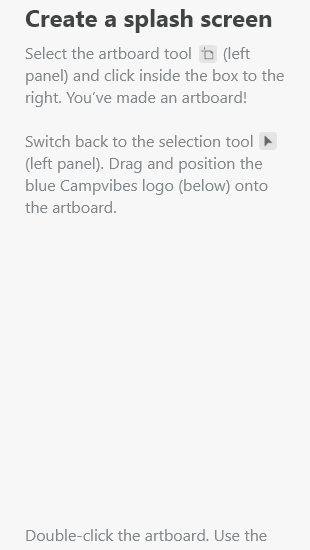 Create a splash screen
Select the artboard tool (left
panel) and click inside the box to the
right. You’ve made an artboard!
Switch back to the selection tool
(left panel). Drag and position the
blue Campvibes logo (below) onto
the artboard.
Double-click the artboard. Use the